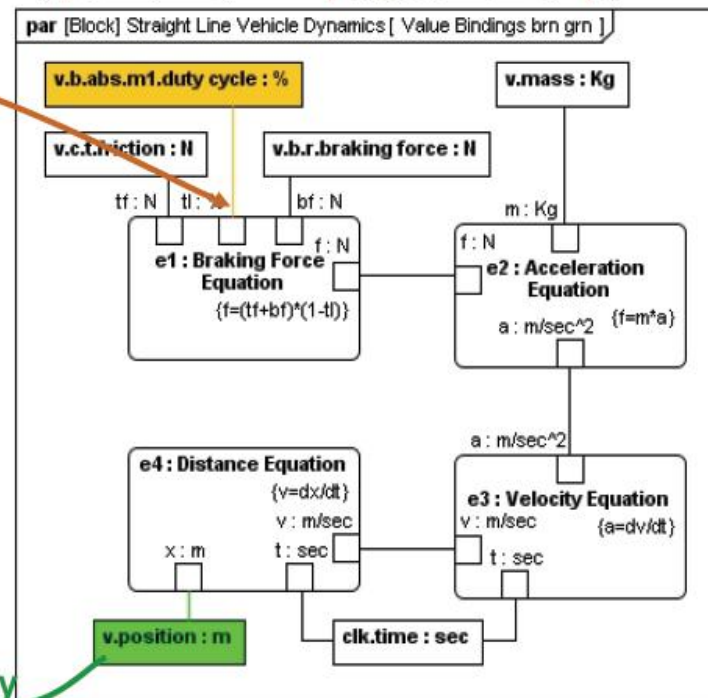 par [Block] Straight Line Vehicle Dynamics [ Value Bindings brn grn ]
v.b.abs.m1.duty cycle : %
v.mass : Kg
v.c.t.friction : N
v.b.r.braking force : N
tf : N
tl :
bf : N
m : Kg
f : N
e1 : Braking Force
Equation
{f=(tf+bf)*(1-tl)}
f : N
e2 : Acceleration
Equation
{f=m*a}
a : m/sec^2
a : m/sec^2
e4 : Distance Equation
{v=dx/dt}
v : m/sec
x : m
t : sec
e3 : Velocity Equation
v : m/sec
{a=dv/dt}
t : sec
v.position : m
clk.time : sec